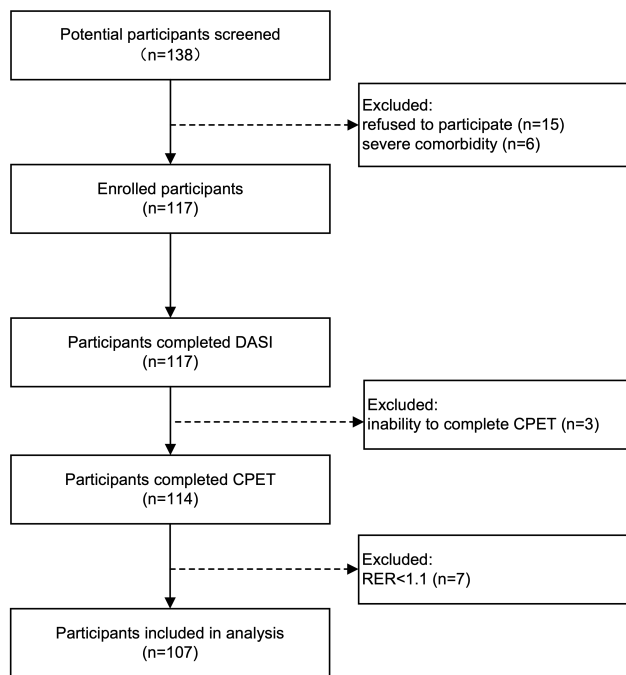 Potential participants screened
（n=138）
Excluded:
refused to participate (n=15)
severe comorbidity (n=6)
Enrolled participants
(n=117)
Participants completed DASI
(n=117)
Excluded:
inability to complete CPET (n=3)
Participants completed CPET
(n=114)
Excluded:
RER<1.1 (n=7)
Participants included in analysis
(n=107)